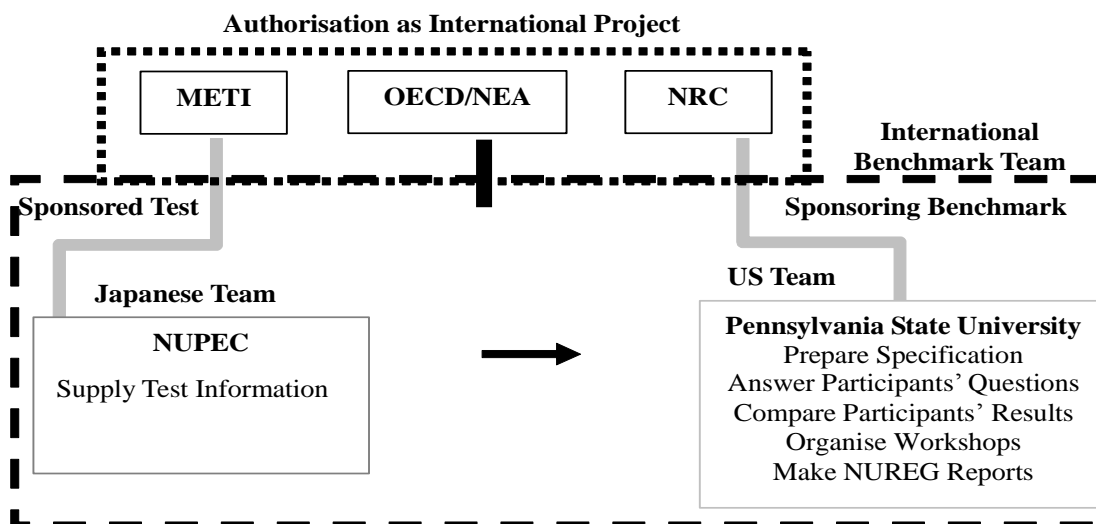 Authorisation as International Project
METI
OECD/NEA
NRC
International
Benchmark Team
Sponsored Test
Sponsoring Benchmark
Japanese Team
US Team
NUPEC
Supply Test Information
Pennsylvania State University
Prepare Specification
Answer Participants’ Questions
Compare Participants’ Results
Organise Workshops
Make NUREG Reports